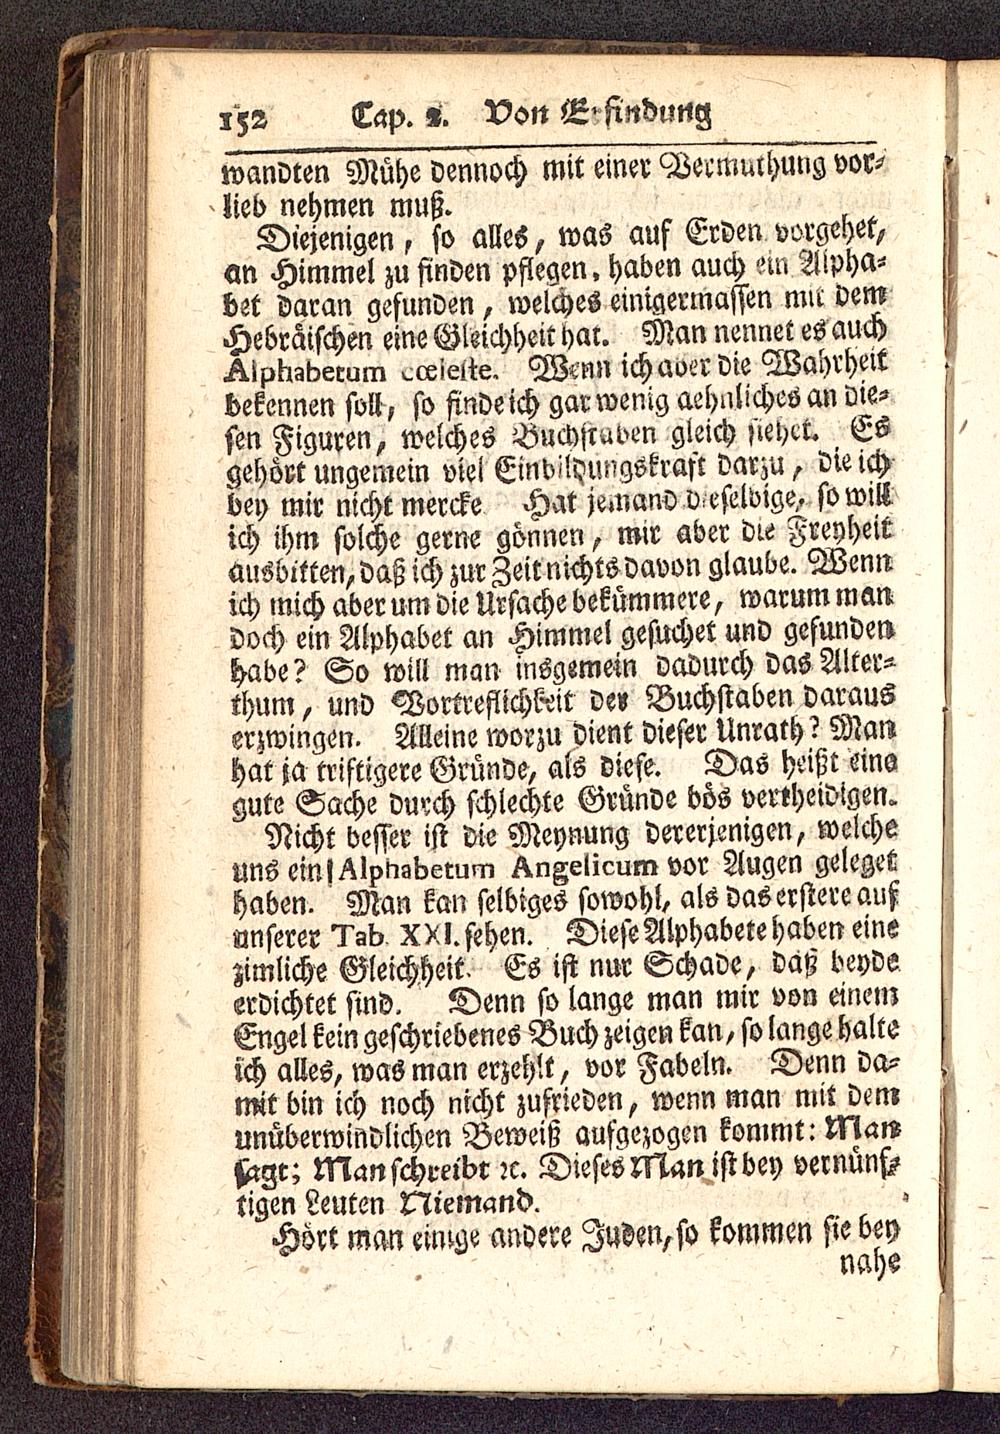 152 Cap. 2. Von Erfindung
wandten Mühe dennoch mit einer Vermuthung vor-
lieb nehmen muß.
Diejenigen, so alles, was auf Erden vorgehet,
an Himmel zu finden pflegen, haben auch ein Alpha-
bet daran gefunden, welches einigermassen mit dem
Hebräischen eine Gleichheit hat. Man nennet es auch
Alphabetum coeleste. Wenn ich aber die Wahrheit
bekennen soll, so finde ich gar wenig aehnliches an die-
sen Figuren, welches Buchstaben gleich siehet. Es
gehört ungemein viel Einbildungskraft darzu, die ich
bey mir nicht mercke Hat jemand dieselbige, so will
ich ihm solche gerne gönnen, mir aber die Freyheit
ausbitten, daß ich zur Zeit nichts davon glaube. Wenn
ich mich aber um die Ursache bekümmere, warum man
doch ein Alphabet an Himmel gesuchet und gefunden
habe? So will man insgemein dadurch das Alter-
thum, und Vortreflichkeit der Buchstaben daraus
erzwingen. Alleine worzu dient dieser Unrath? Man
hat ja triftigere Gründe, als diese. Das heißt eine
gute Sache durch schlechte Gründe bös vertheidigen.
Nicht besser ist die Meynung dererjenigen, welche
uns ein Alphabetum Angelicum vor Augen geleget
haben. Man kan selbiges sowohl, als das erstere auf
unserer Tab. XXI. sehen. Diese Alphabete haben eine
zimliche Gleichheit. Es ist nur Schade, daß beyde
erdichtet sind. Denn so lange man mir von einem
Engel kein geschriebenes Buch zeigen kan, so lange halte
ich alles, was man erzehlt, vor Fabeln. Denn da-
mit bin ich noch nicht zufrieden, wenn man mit dem
unüberwindlichen Beweiß aufgezogen kommt: Man
sagt; Man schreibt ꝛc. Dieses Man ist bey vernünf-
tigen Leuten Niemand.
Hört man einige andere Juden, so kommen sie bey
nahe